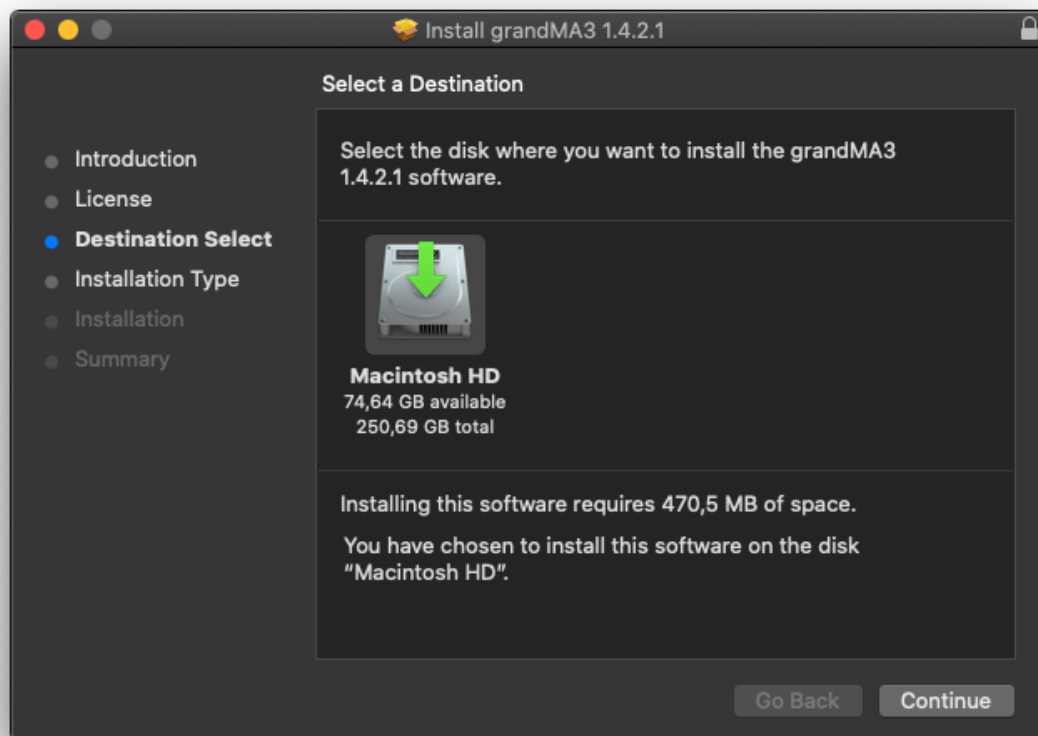 Install grandMA3 1.4.2.1
Select a Destination
Introduction
License
Destination Select
Installation Type
Installation
Summary
Select the disk where you want to install the grandMA3
1.4.2.1 software.
Macintosh HD
74,64 GB available
250,69 GB total
Installing this software requires 470,5 MB of space.
You have chosen to install this software on the disk
“Macintosh HD”.
Go Back
Continue